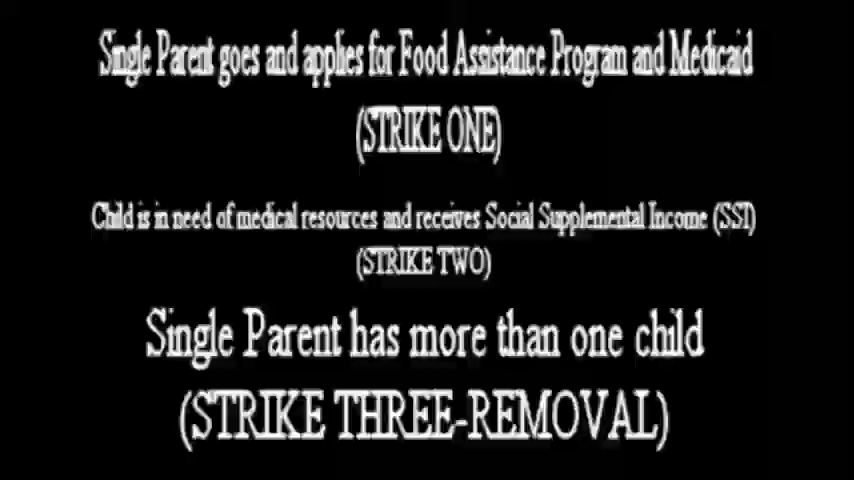 Single Parent goes and applies for Food Assistance Program and Medicaid
(STRIKE ONE)
Child is in need of medical resources and receives Social Supplemental Income (SSI)
(STRIKE TWO)
Single Parent has more than one child
(STRIKE THREE-REMOVAL)